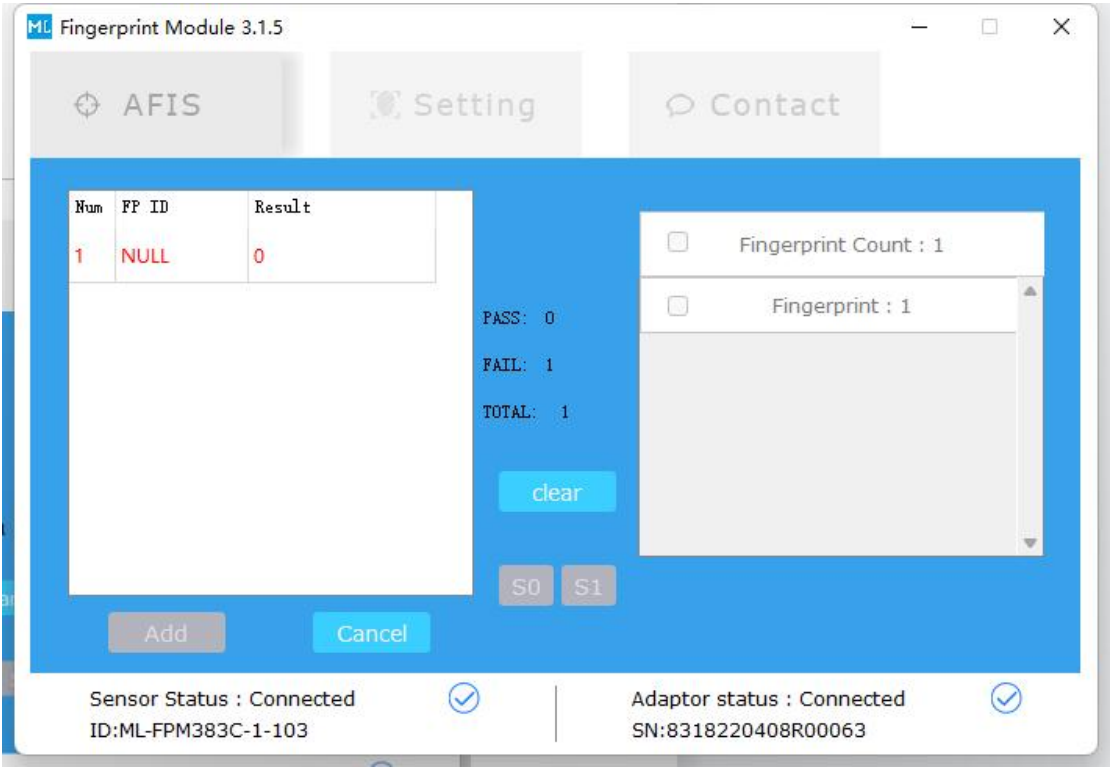 ML Fingerprint Module 3.1.5
AFIS
Setting
Contact
Num FP ID Result
1 NULL 0
PASS: 0
FAIL: 1
TOTAL: 1
clear
S0 S1
Add
Cancel
Fingerprint Count : 1
Fingerprint : 1
Sensor Status : Connected
ID:ML-FPM383C-1-103
Adaptor status : Connected
SN:8318220408R00063